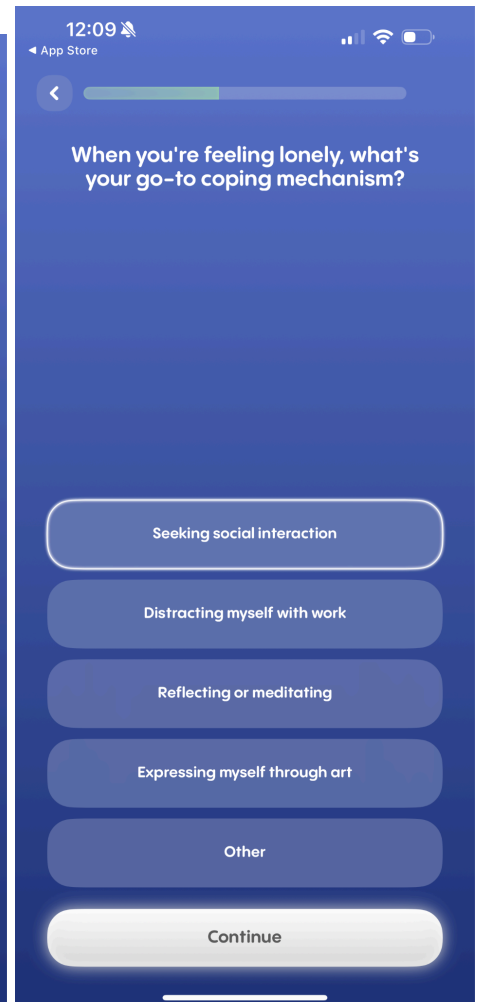 12:09
◀ App Store
When you're feeling lonely, what's
your go-to coping mechanism?
Seeking social interaction
Distracting myself with work
Reflecting or meditating
Expressing myself through art
Other
Continue